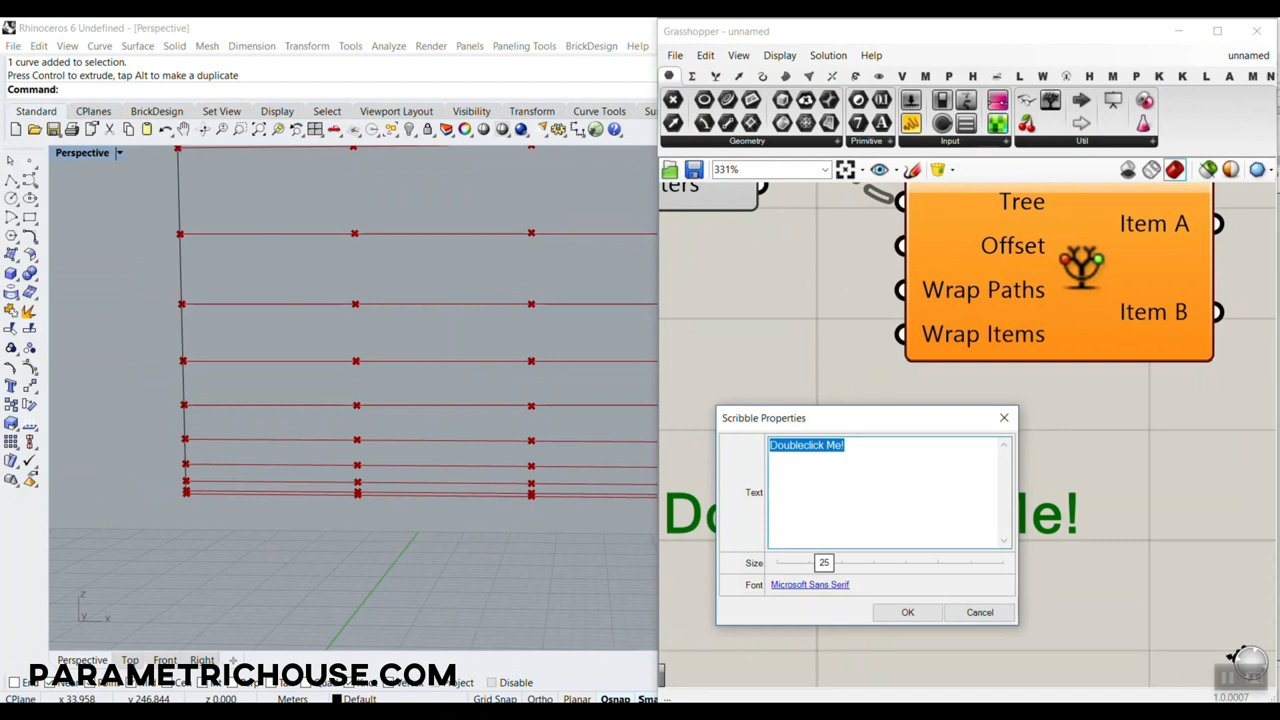 Rhinoceros 6 Undefined - [Perspective]
File Edit View Curve Surface Solid Mesh Dimension Transform Tools Analyze Render Panels Paneling Tools BrickDesign Help
1 curve added to selection.
Press Control to extrude, tap Alt to make a duplicate
Command:
Standard CPlanes BrickDesign Set View Display Select Viewport Layout Visibility Transform Curve Tools
Perspective
z
y x
Perspective Top Front Right
Project Disable
PARAMETRICHOUSE.COM
CPlane x 33.958 y 246.844 z 0.000 Meters Default Grid Snap Ortho Planar Osnap
Grasshopper - unnamed
File Edit View Display Solution Help unnamed
V M P H L W H M P K K L A M N
Geometry Primitive Input Util
331%
Tree
Offset
Wrap Paths
Wrap Items
Item A
Item B
Scribble Properties
Text
Doubleclick Me!
Size 25
Font Microsoft Sans Serif
OK Cancel
1.0.0007